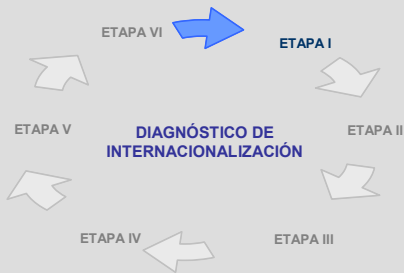 ETAPA VI
ETAPA I
ETAPA V
DIAGNÓSTICO DE
INTERNACIONALIZACIÓN
ETAPA II
ETAPA IV
ETAPA III